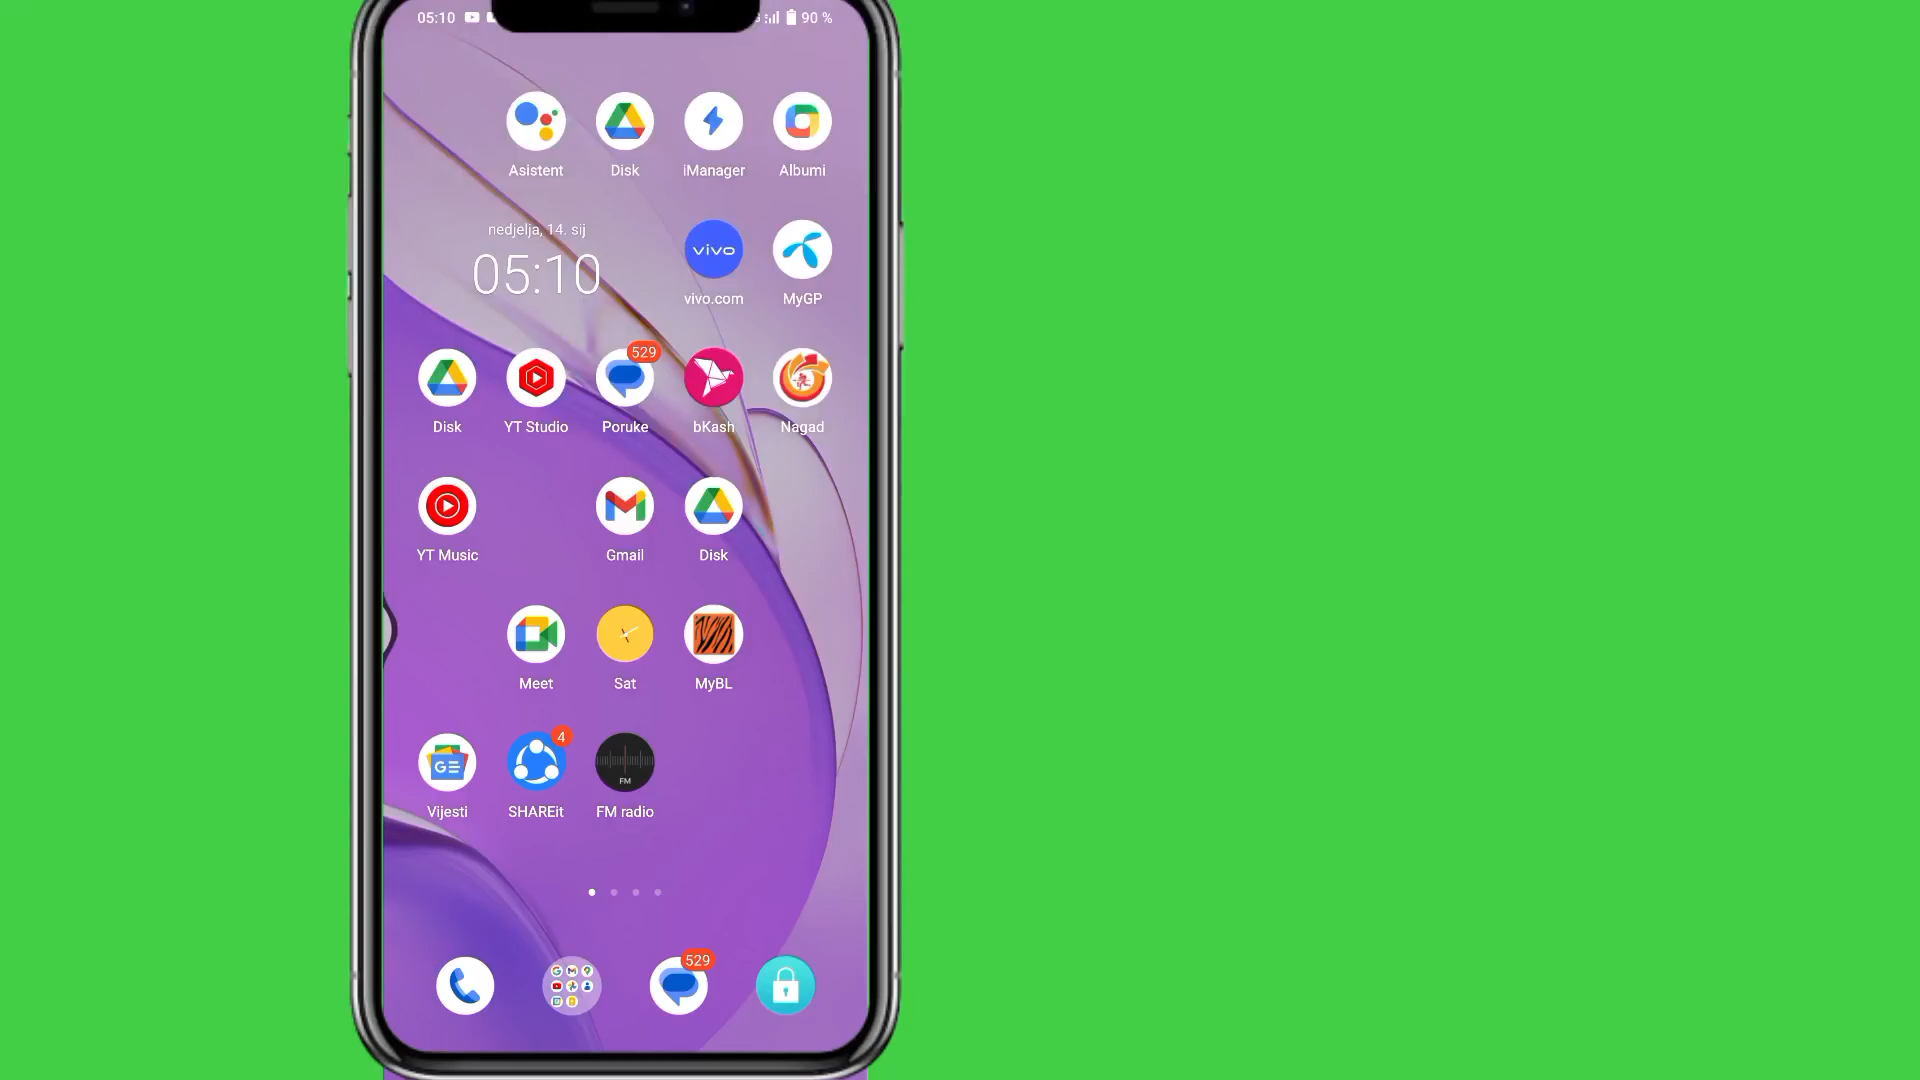 05:10 90 %
Asistent Disk iManager Albumi
nedjelja, 14. sij
05:10
vivo
vivo.com MyGP
529
Disk YT Studio Poruke bKash Nagad
YT Music Gmail Disk
Meet Sat MyBL
4
GE
FM
Vijesti SHAREit FM radio
529